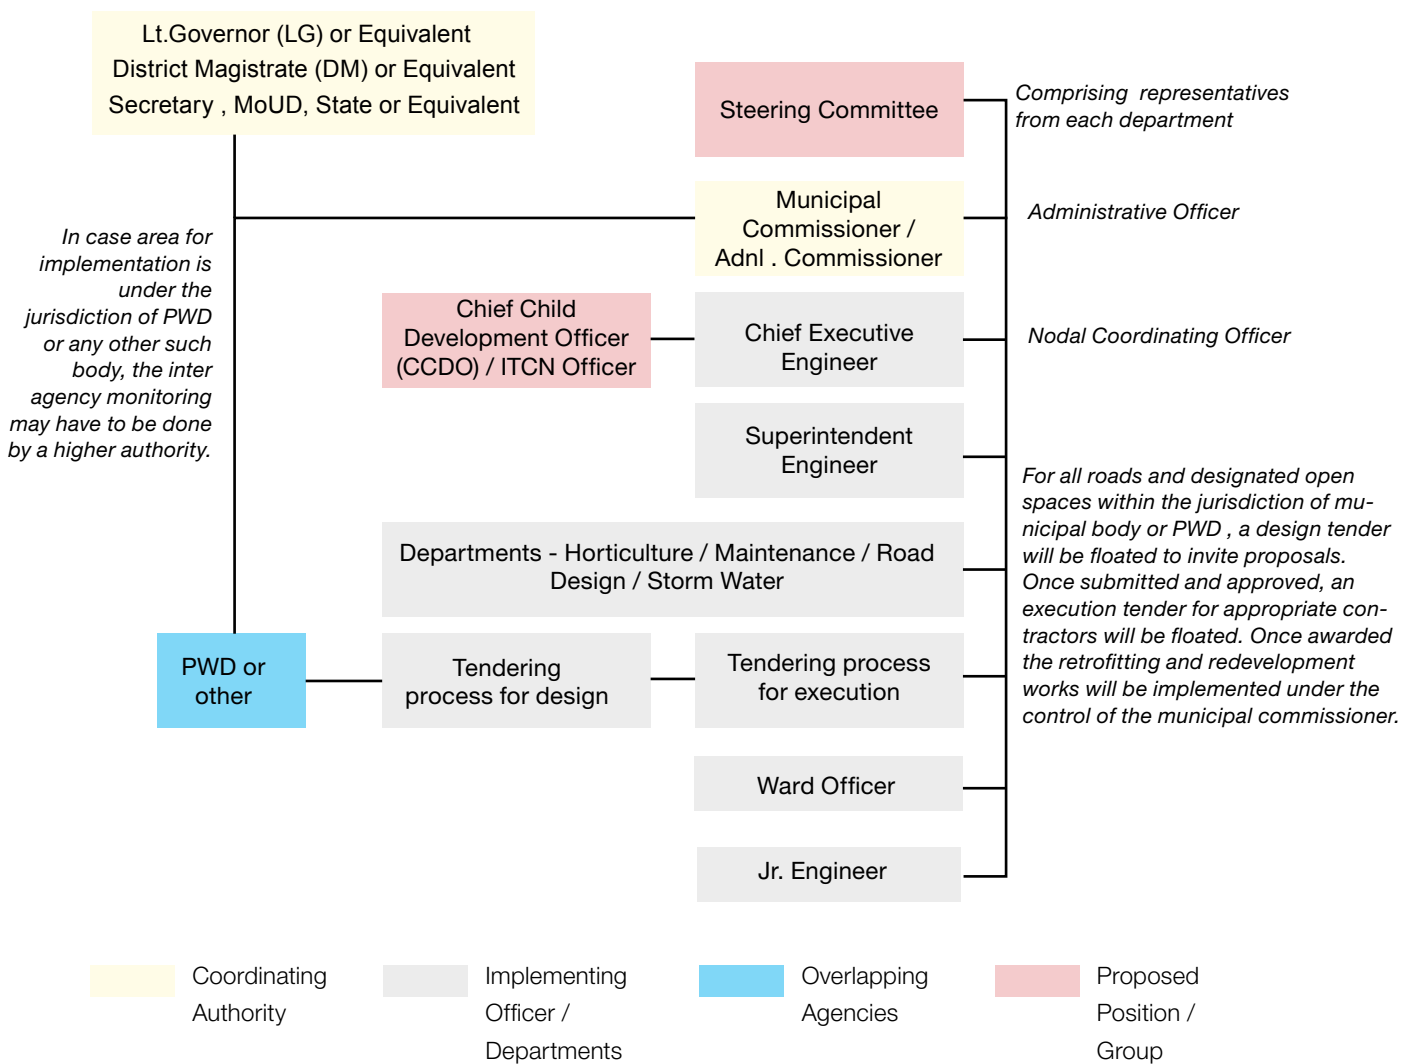 Lt.Governor (LG) or Equivalent
District Magistrate (DM) or Equivalent
Secretary , MoUD, State or Equivalent
Steering Committee
Comprising representatives
from each department
Municipal
Commissioner /
Adnl . Commissioner
Administrative Officer
In case area for
implementation is
under the
jurisdiction of PWD
or any other such
body, the inter
agency monitoring
may have to be done
by a higher authority.
Chief Child
Development Officer
(CCDO) / ITCN Officer
Chief Executive
Engineer
Nodal Coordinating Officer
Superintendent
Engineer
For all roads and designated open
spaces within the jurisdiction of mu-
nicipal body or PWD , a design tender
will be floated to invite proposals.
Once submitted and approved, an
execution tender for appropriate con-
tractors will be floated. Once awarded
the retrofitting and redevelopment
works will be implemented under the
control of the municipal commissioner.
Departments - Horticulture / Maintenance / Road
Design / Storm Water
PWD or
other
Tendering
process for design
Tendering process
for execution
Ward Officer
Jr. Engineer
Coordinating
Authority
Implementing
Officer /
Departments
Overlapping
Agencies
Proposed
Position /
Group